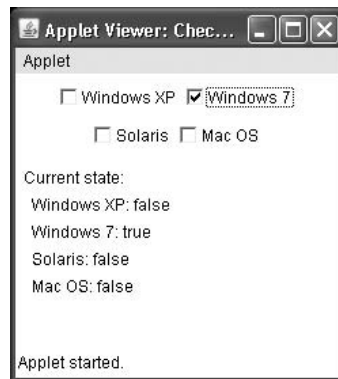 Applet Viewer: Chec...
Applet
Windows XP Windows 7
Solaris Mac OS
Current state:
Windows XP: false
Windows 7: true
Solaris: false
Mac OS: false
Applet started.